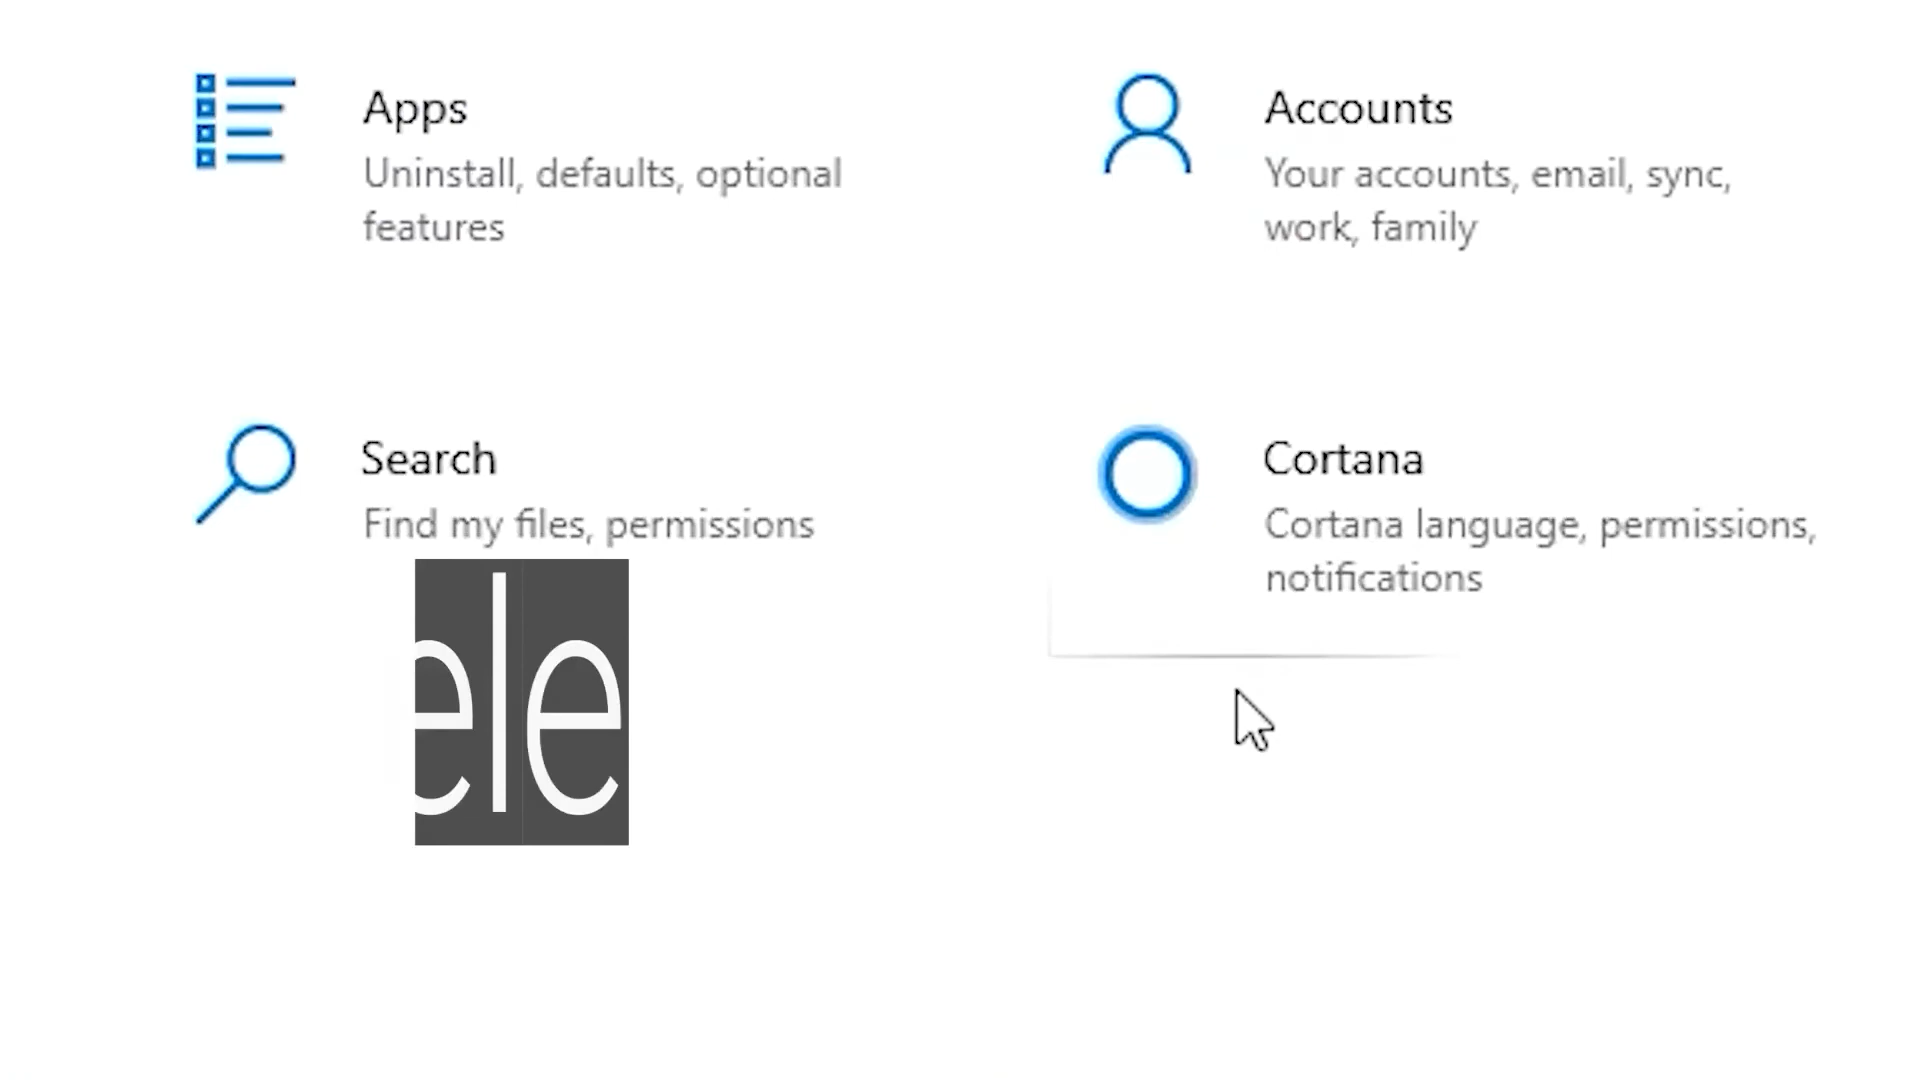 Apps
Uninstall, defaults, optional
features
Accounts
Your accounts, email, sync,
work, family
Search
Find my files, permissions
Cortana
Cortana language, permissions,
notifications
ele